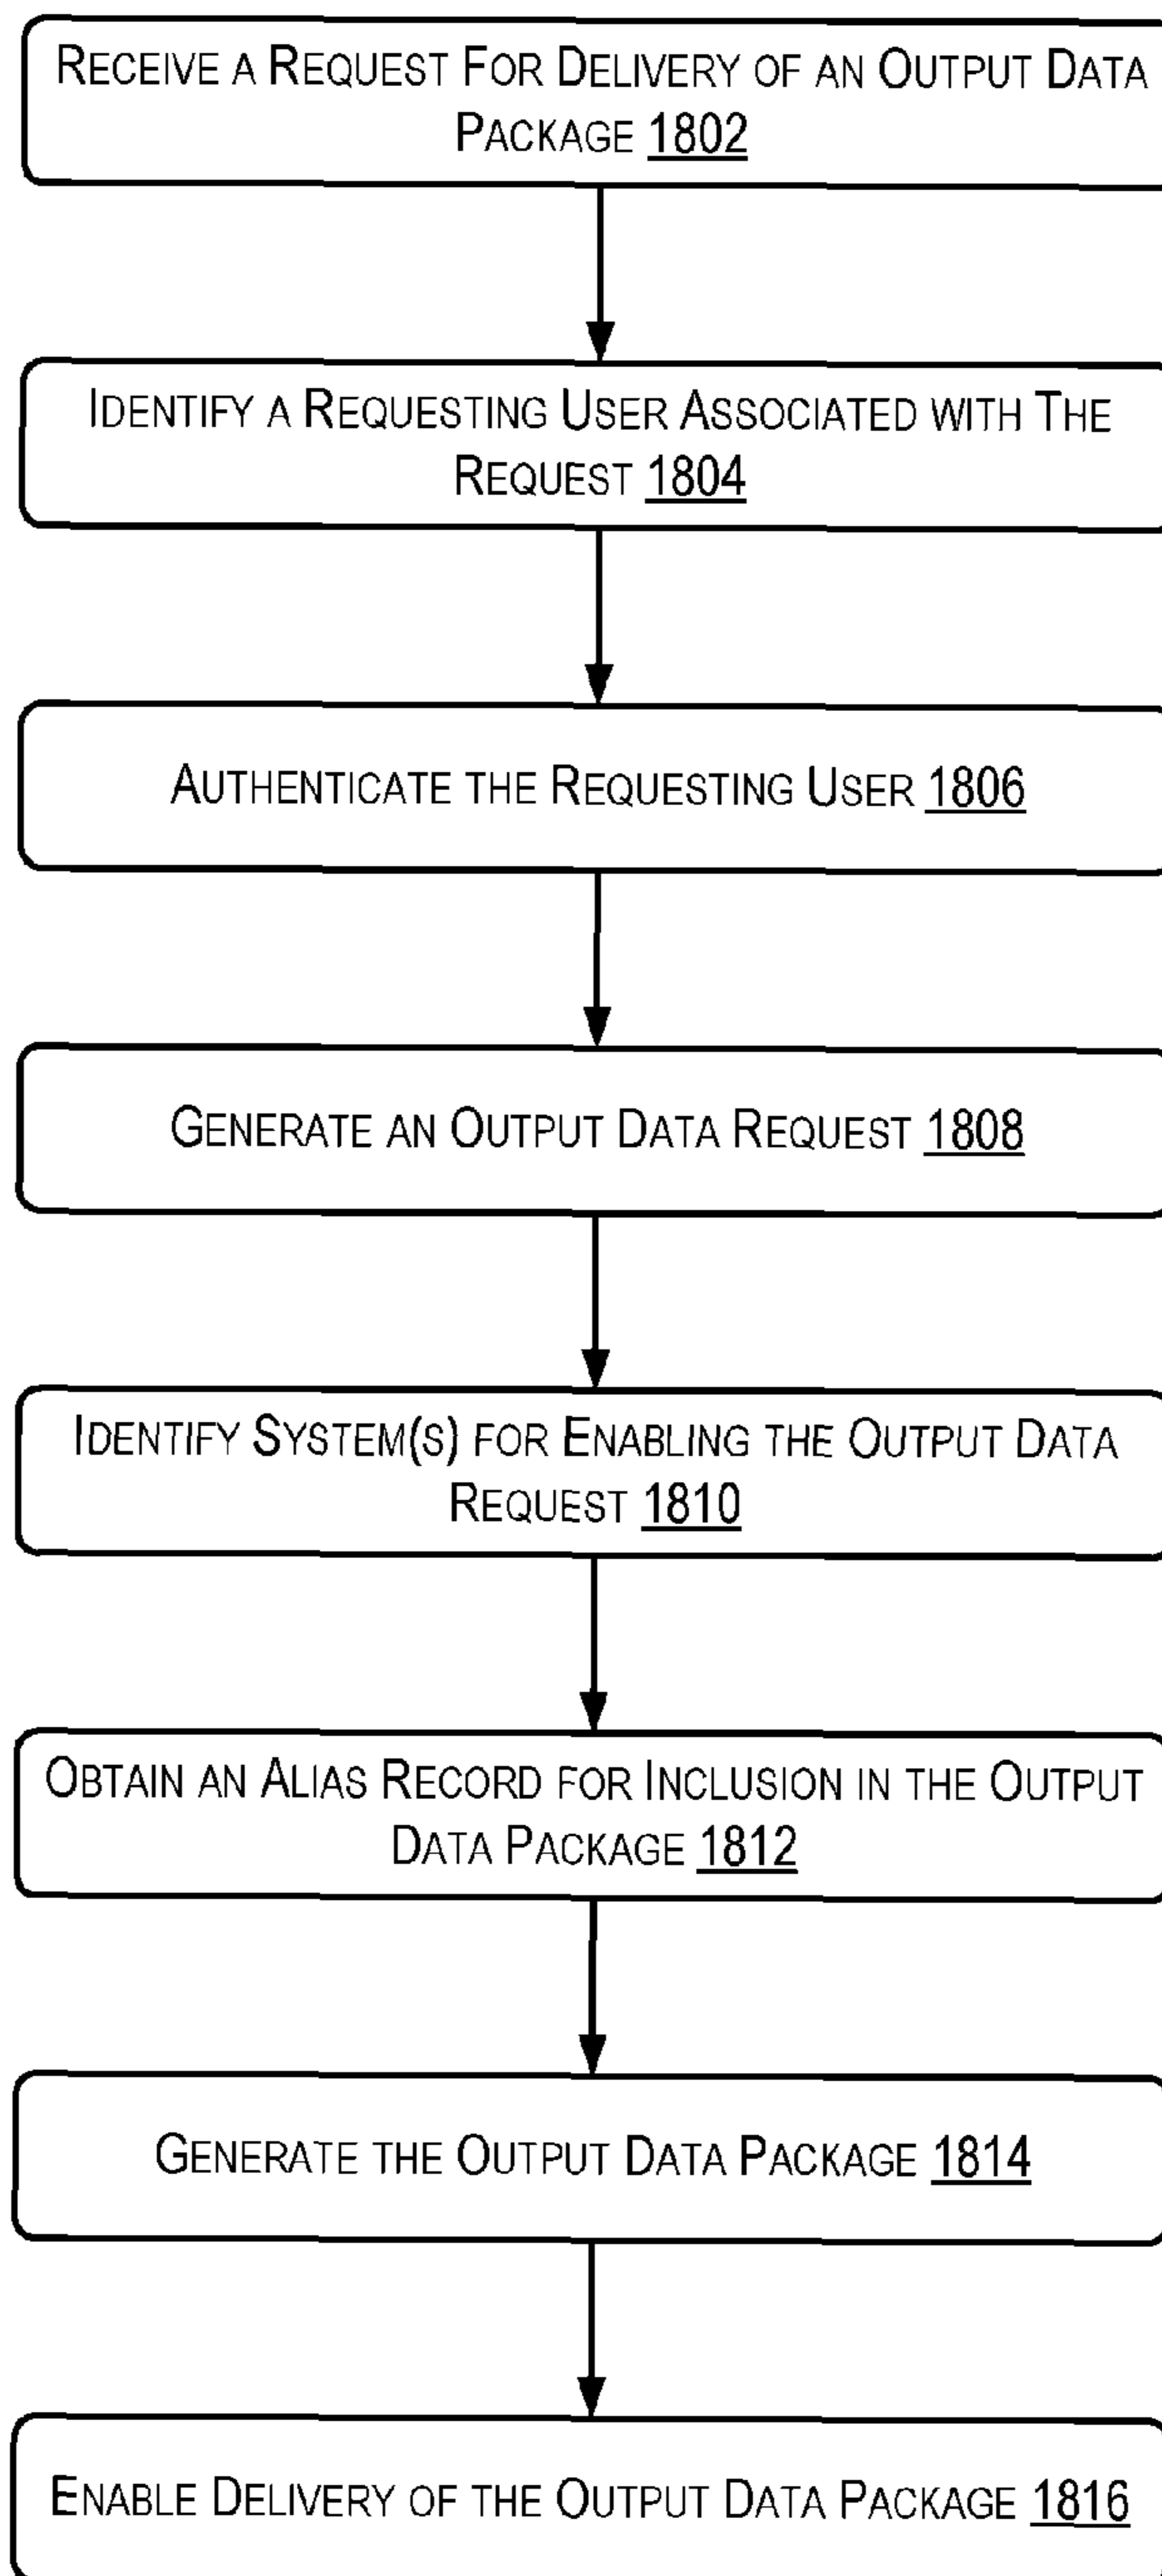 RECEIVE A REQUEST FOR DELIVERY OF AN OUTPUT DATA
PACKAGE 1802
IDENTIFY A REQUESTING USER ASSOCIATED WITH THE
REQUEST 1804
AUTHENTICATE THE REQUESTING USER 1806
GENERATE AN OUTPUT DATA REQUEST 1808
IDENTIFY SYSTEM(S) FOR ENABLING THE OUTPUT DATA
REQUEST 1810
OBTAIN AN ALIAS RECORD FOR INCLUSION IN THE OUTPUT
DATA PACKAGE 1812
GENERATE THE OUTPUT DATA PACKAGE 1814
ENABLE DELIVERY OF THE OUTPUT DATA PACKAGE 1816